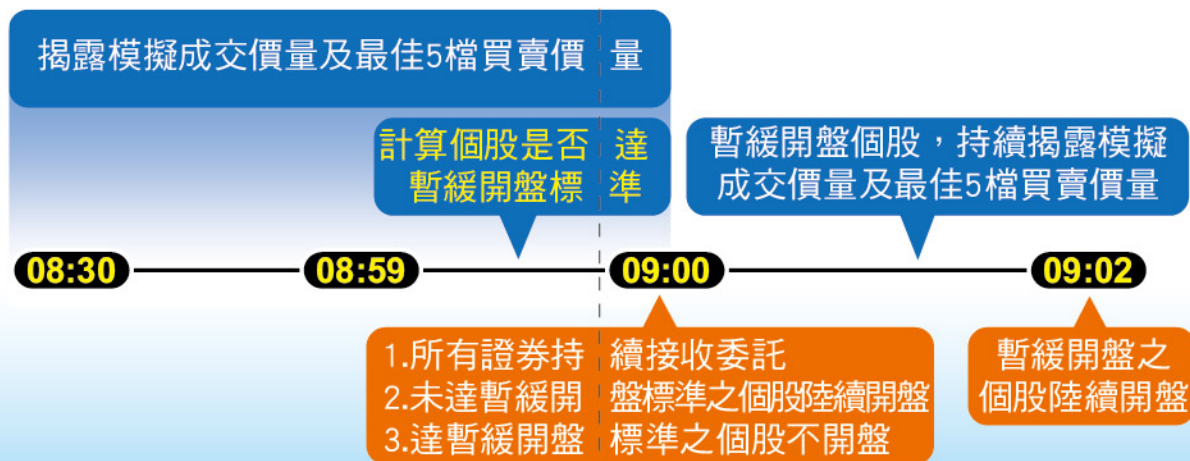 揭露模擬成交價量及最佳5檔買賣價量
計算個股是否達
暫緩開盤標準
暫緩開盤個股，持續揭露模擬
成交價量及最佳5檔買賣價量
08:30
08:59
09:00
09:02
1.所有證券持續接收委託
2.未達暫緩開盤標準之個股陸續開盤
3.達暫緩開盤標準之個股不開盤
暫緩開盤之
個股陸續開盤